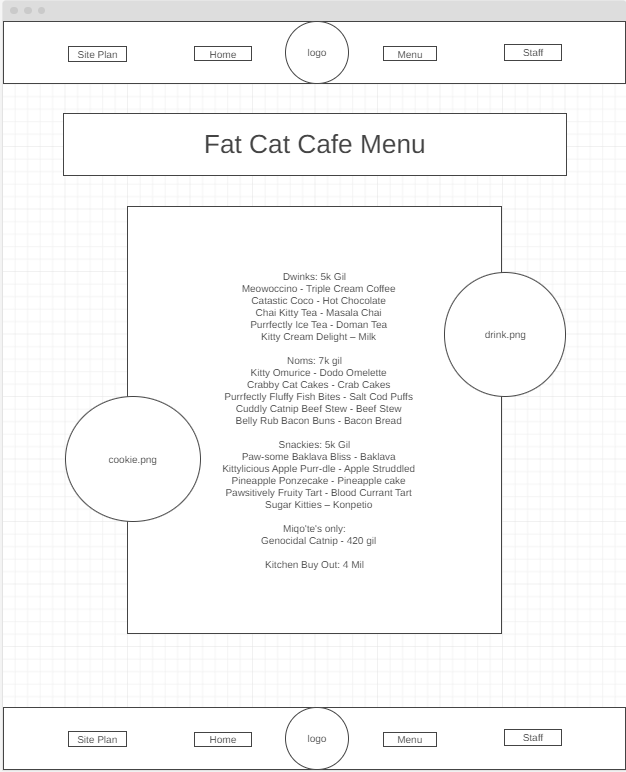 Site Plan Home logo Menu Staff
Fat Cat Cafe Menu
Dwinks: 5k Gil
Meowoccino - Triple Cream Coffee
Catastic Coco - Hot Chocolate
Chai Kitty Tea - Masala Chai
Purrfectly Ice Tea - Doman Tea
Kitty Cream Delight – Milk
drink.png
Noms: 7k gil
Kitty Omurice - Dodo Omelette
Crabby Cat Cakes - Crab Cakes
Purrfectly Fluffy Fish Bites - Salt Cod Puffs
Cuddly Catnip Beef Stew - Beef Stew
Belly Rub Bacon Buns - Bacon Bread
Snackies: 5k Gil
Paw-some Baklava Bliss - Baklava
cookie.png
Kittylicious Apple Purr-dle - Apple Struddled
Pineapple Ponzecake - Pineapple cake
Pawsitively Fruity Tart - Blood Currant Tart
Sugar Kitties – Konpetio
Miqo'te's only:
Genocidal Catnip - 420 gil
Kitchen Buy Out: 4 Mil
Site Plan Home logo Menu Staff